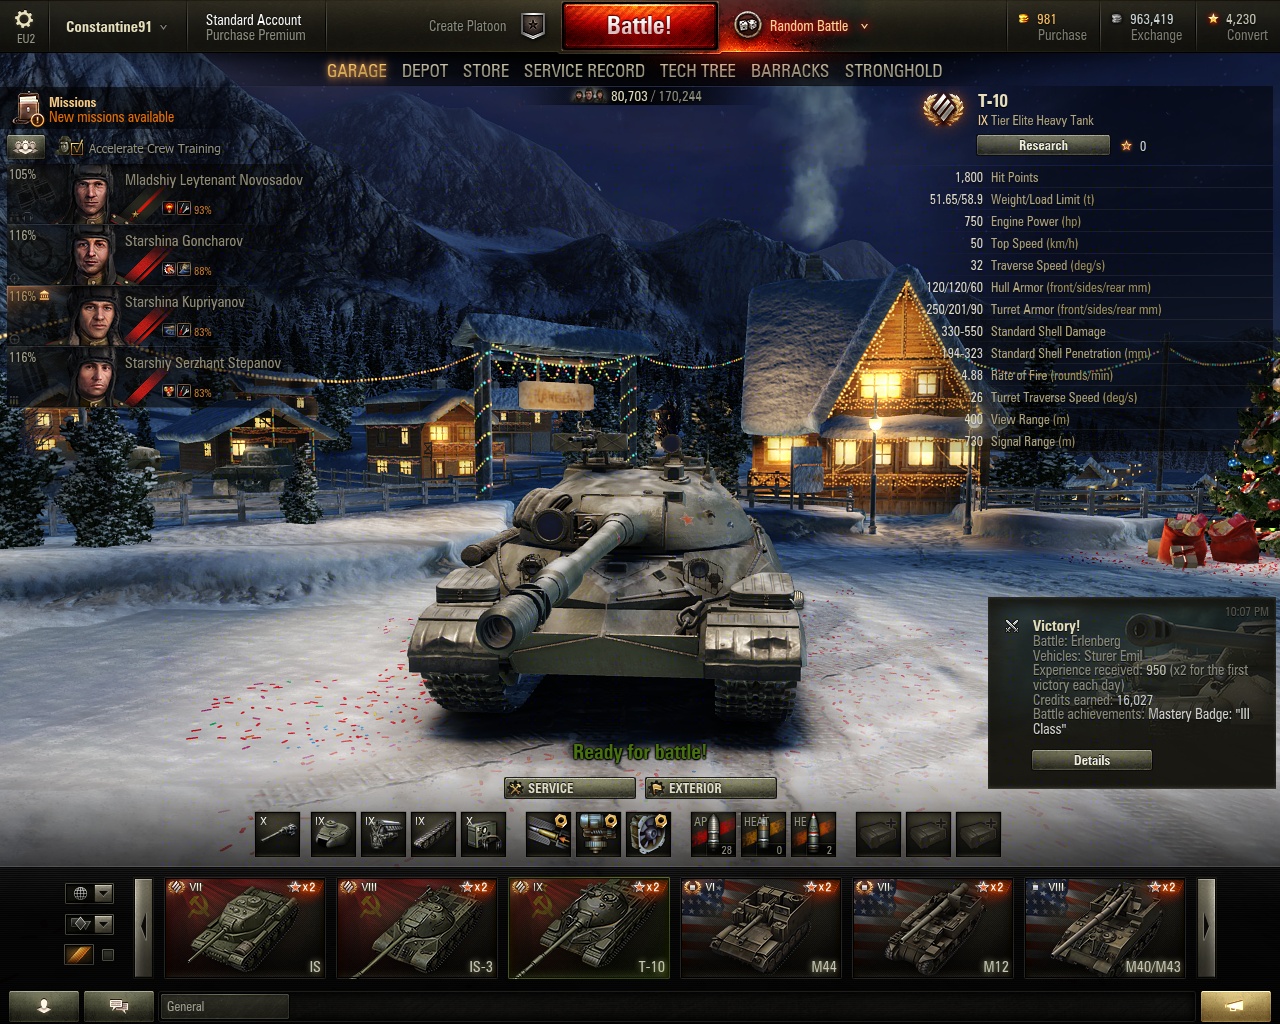 EU2
Constantine91
Standard Account
Purchase Premium
Create Platoon
Battle!
Random Battle
981
Purchase
963,419
Exchange
4,230
Convert
GARAGE DEPOT STORE SERVICE RECORD TECH TREE BARRACKS STRONGHOLD
80,703 / 170,244
Missions
New missions available
Accelerate Crew Training
105%
Mladshiy Leytenant Novosadov
93%
116%
Starshina Goncharov
88%
116%
Starshina Kupriyanov
83%
116%
Starshiy Serzhant Stepanov
83%
T-10
IX Tier Elite Heavy Tank
Research
0
1,800 Hit Points
51.65/58.9 Weight/Load Limit (t)
750 Engine Power (hp)
50 Top Speed (km/h)
32 Traverse Speed (deg/s)
120/120/60 Hull Armor (front/sides/rear mm)
250/201/90 Turret Armor (front/sides/rear mm)
330-550 Standard Shell Damage
194-323 Standard Shell Penetration (mm)
4.88 Rate of Fire (rounds/min)
26 Turret Traverse Speed (deg/s)
400 View Range (m)
730 Signal Range (m)
10:07 PM
Victory!
Battle: Erlenberg
Vehicles: Sturer Emil
Experience received: 950 (x2 for the first
victory each day)
Credits earned: 16,027
Battle achievements: Mastery Badge: "III
Class"
Details
Ready for battle!
SERVICE
EXTERIOR
X IX IX IX X
AP 28
HEAT 0
HE 2
VII x2
IS
VIII x2
IS-3
IX x2
T-10
VI x2
M44
VII x2
M12
VIII x2
M40/M43
General